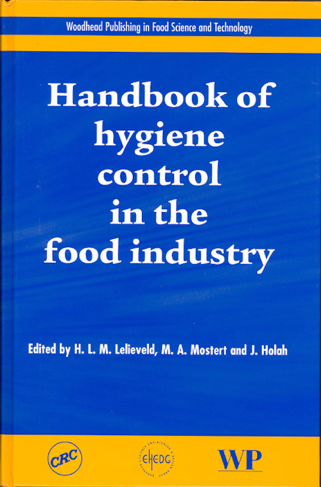 Woodhead Publishing in Food Science and Technology
Handbook of
hygiene
control
in the
food industry
Edited by H. L. M. Lelieveld, M. A. Mostert and J. Holah
CRC
EHEDG
WP